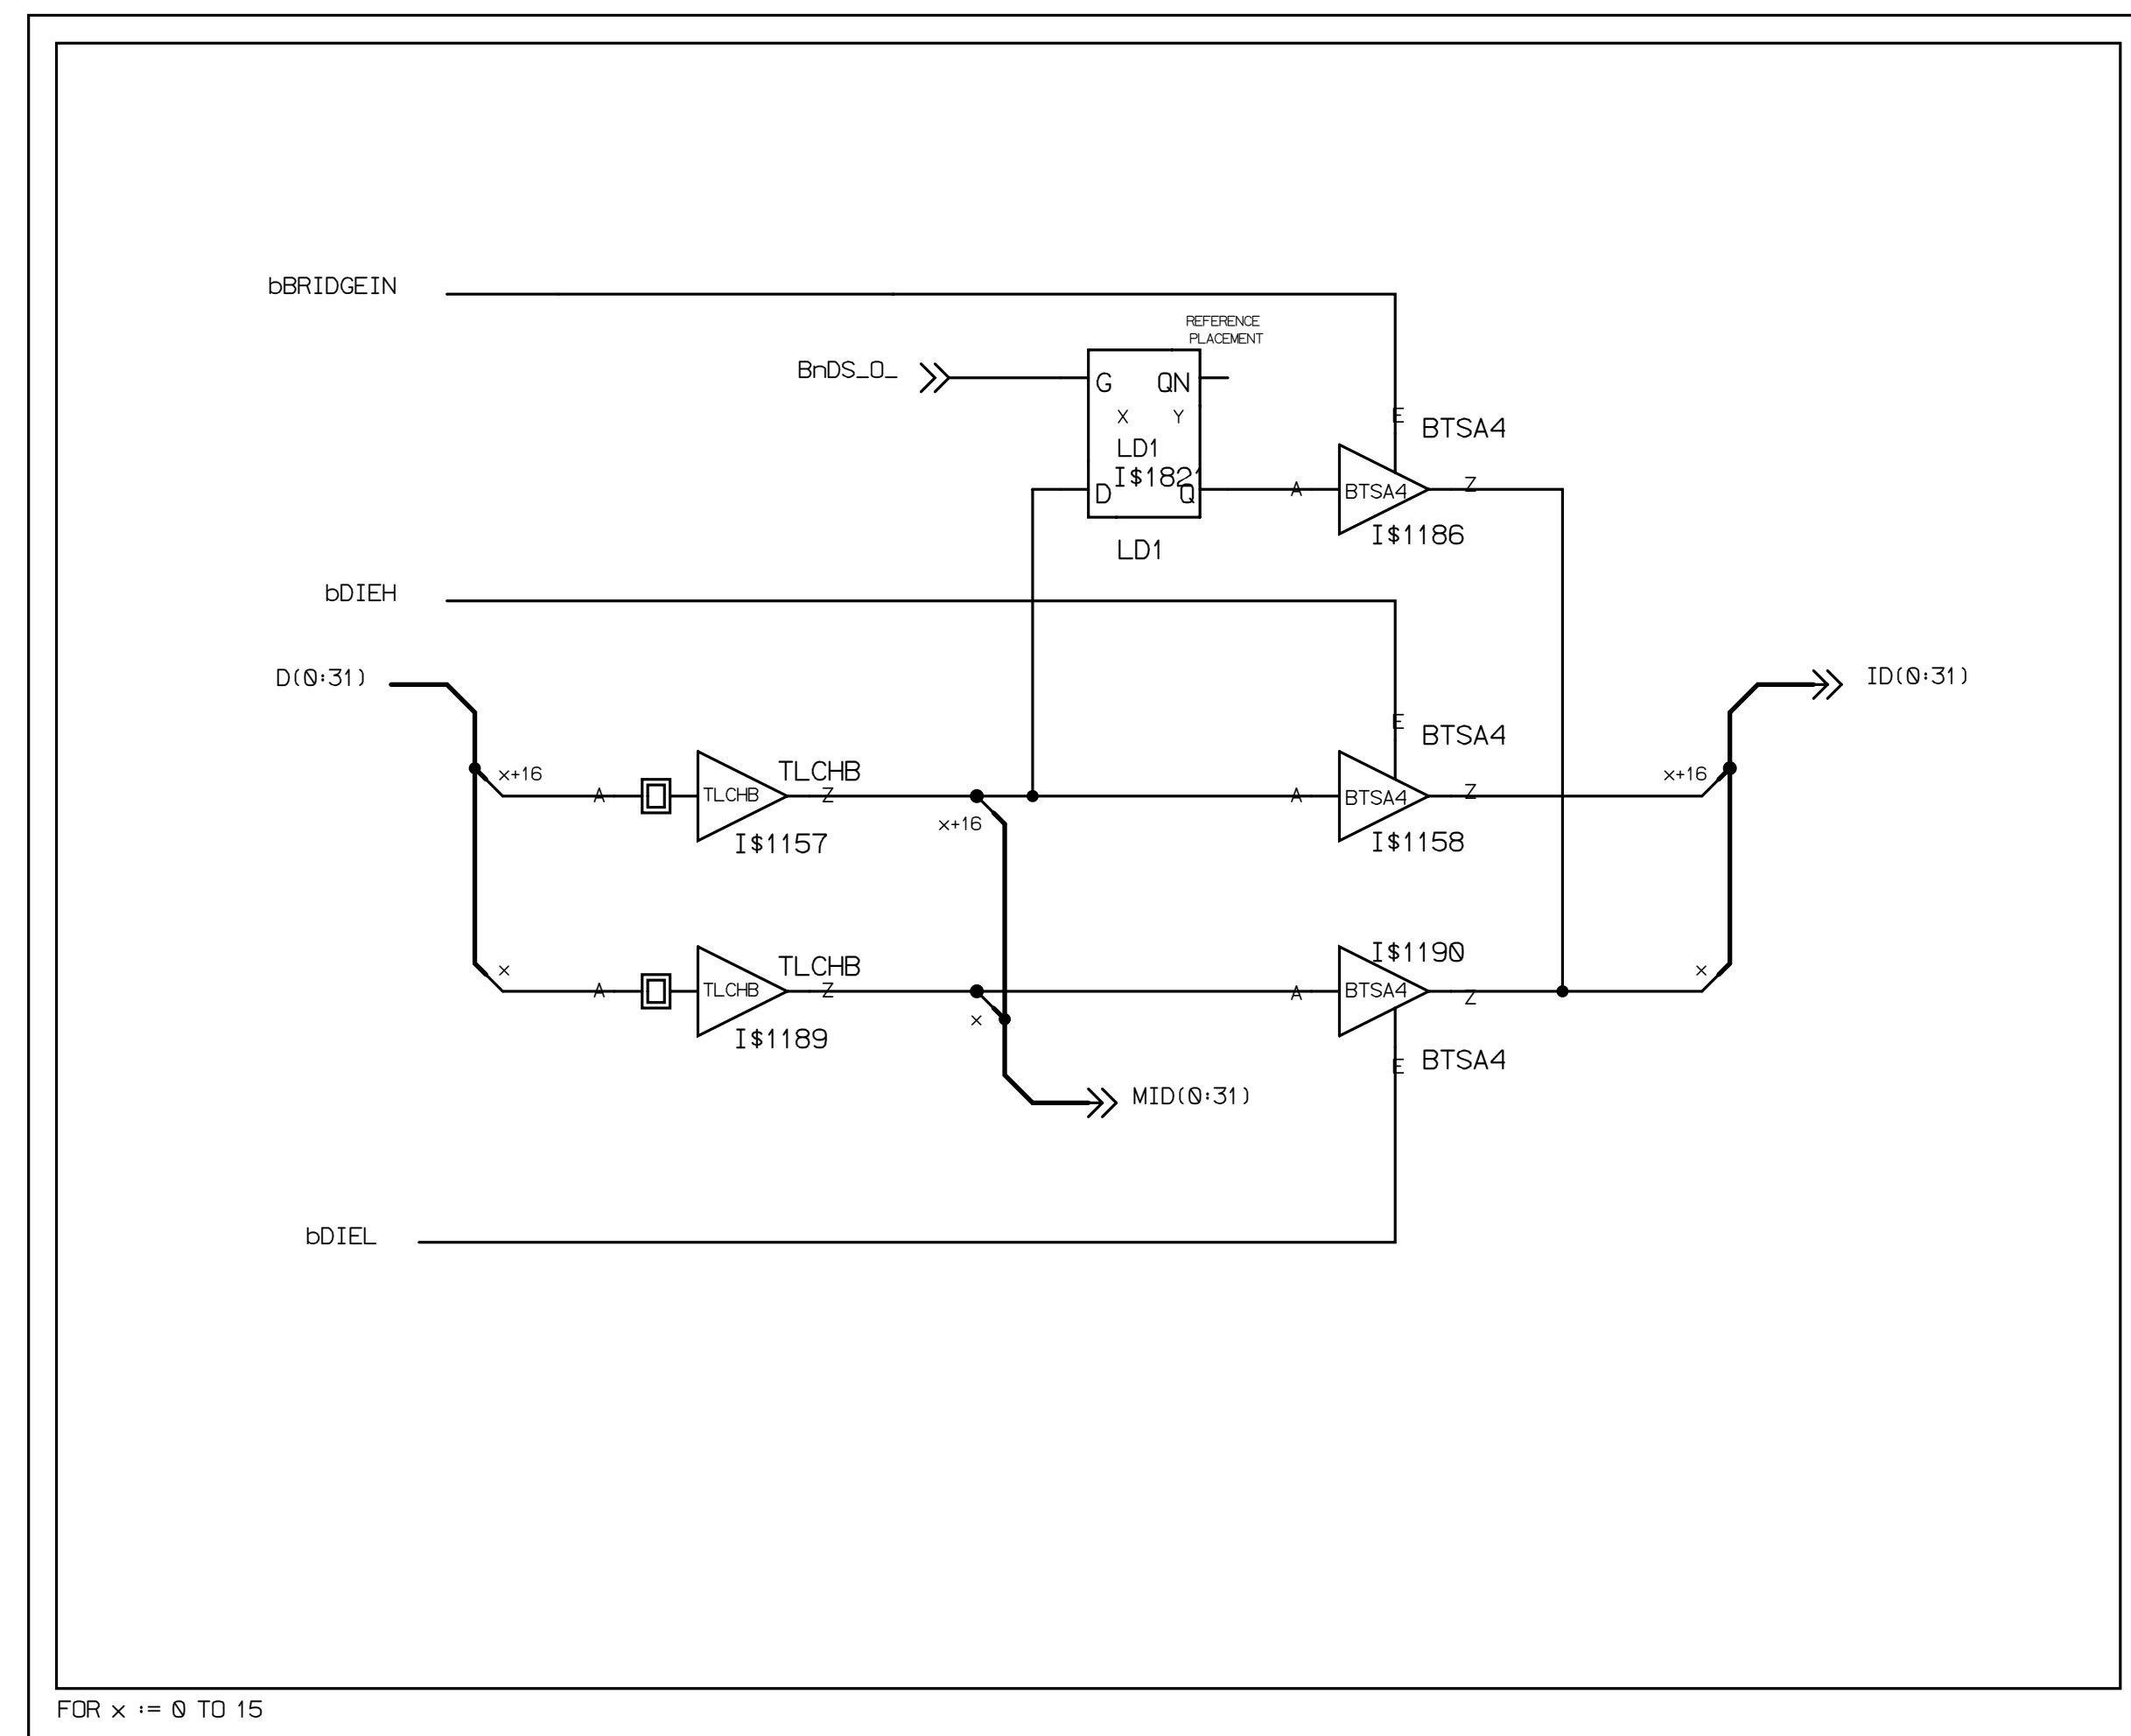 bBRIDGEIN
REFERENCE
PLACEMENT
BnDS_0_
G QN
X Y
E BTSA4
LD1
I$1821
D Q
A BTSA4 Z
I$1186
LD1
bDIEH
D(0:31) ID(0:31)
E BTSA4
x+16 TLCHB x+16
A TLCHB Z A BTSA4 Z
x+16
I$1157 I$1158
I$1190
x TLCHB x
A TLCHB Z A BTSA4 Z
x
I$1189
E BTSA4
MID(0:31)
bDIEL
FOR x := 0 TO 15